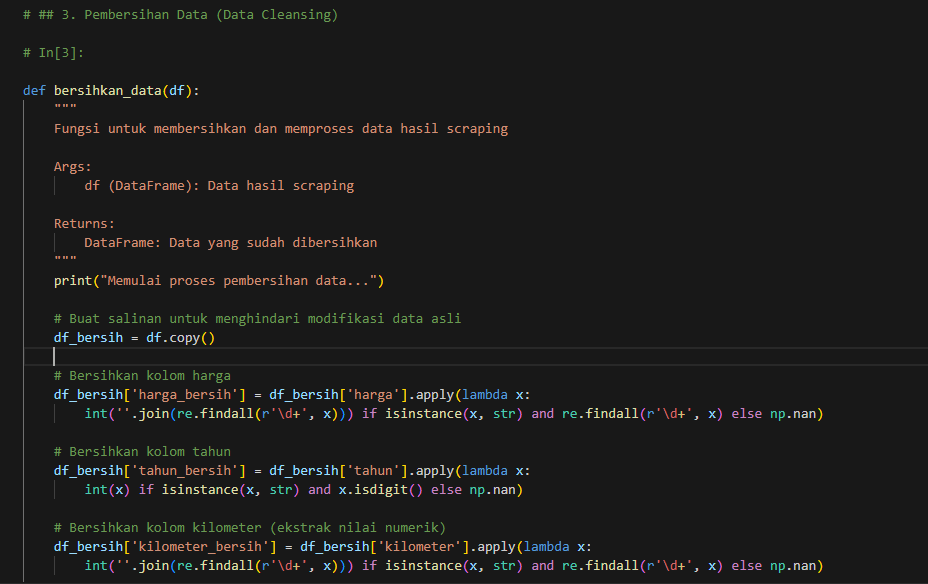 # ## 3. Pembersihan Data (Data Cleansing)
# In[3]:
def bersihkan_data(df):
"""
Fungsi untuk membersihkan dan memproses data hasil scraping
Args:
df (DataFrame): Data hasil scraping
Returns:
DataFrame: Data yang sudah dibersihkan
"""
print("Memulai proses pembersihan data...")
# Buat salinan untuk menghindari modifikasi data asli
df_bersih = df.copy()
# Bersihkan kolom harga
df_bersih['harga_bersih'] = df_bersih['harga'].apply(lambda x:
int(''.join(re.findall(r'\d+', x))) if isinstance(x, str) and re.findall(r'\d+', x) else np.nan)
# Bersihkan kolom tahun
df_bersih['tahun_bersih'] = df_bersih['tahun'].apply(lambda x:
int(x) if isinstance(x, str) and x.isdigit() else np.nan)
# Bersihkan kolom kilometer (ekstrak nilai numerik)
df_bersih['kilometer_bersih'] = df_bersih['kilometer'].apply(lambda x:
int(''.join(re.findall(r'\d+', x))) if isinstance(x, str) and re.findall(r'\d+', x) else np.nan)